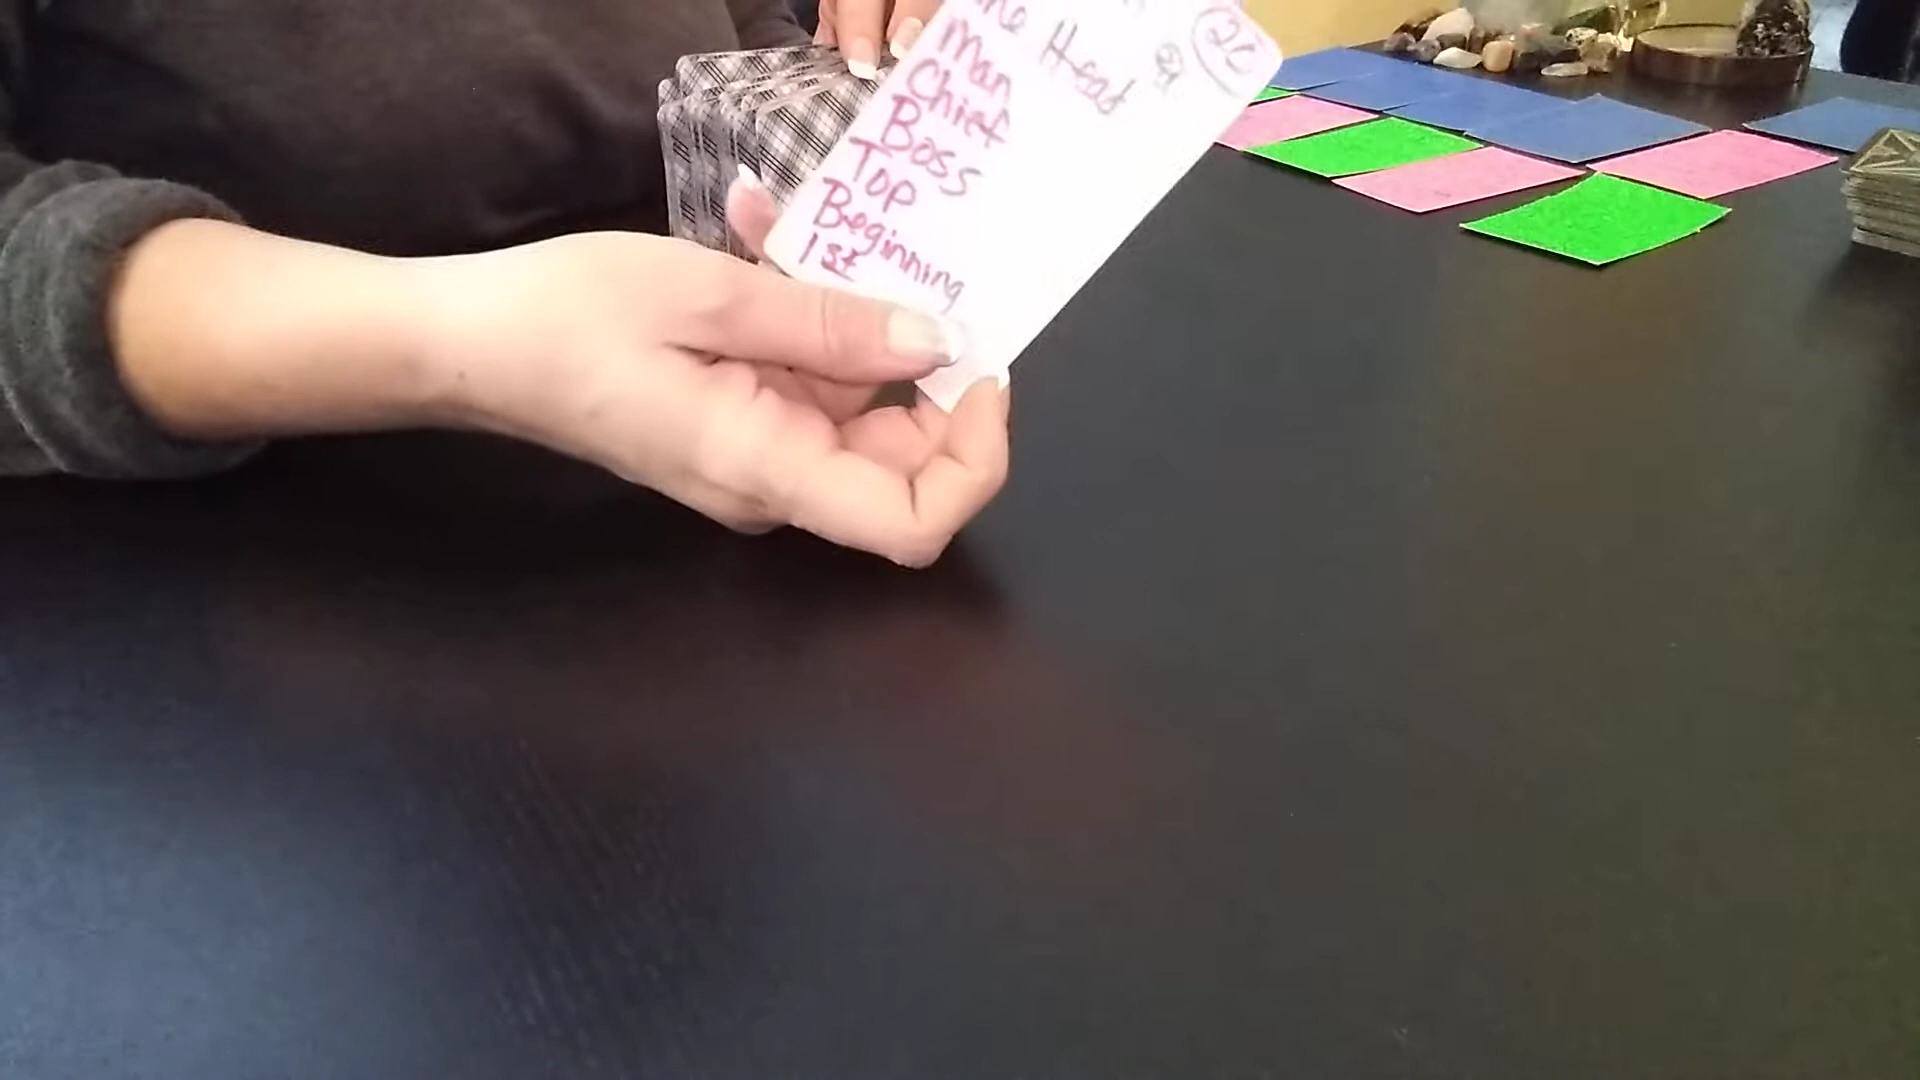 Head
Man
Chief
Boss
Top
Beginning
1st